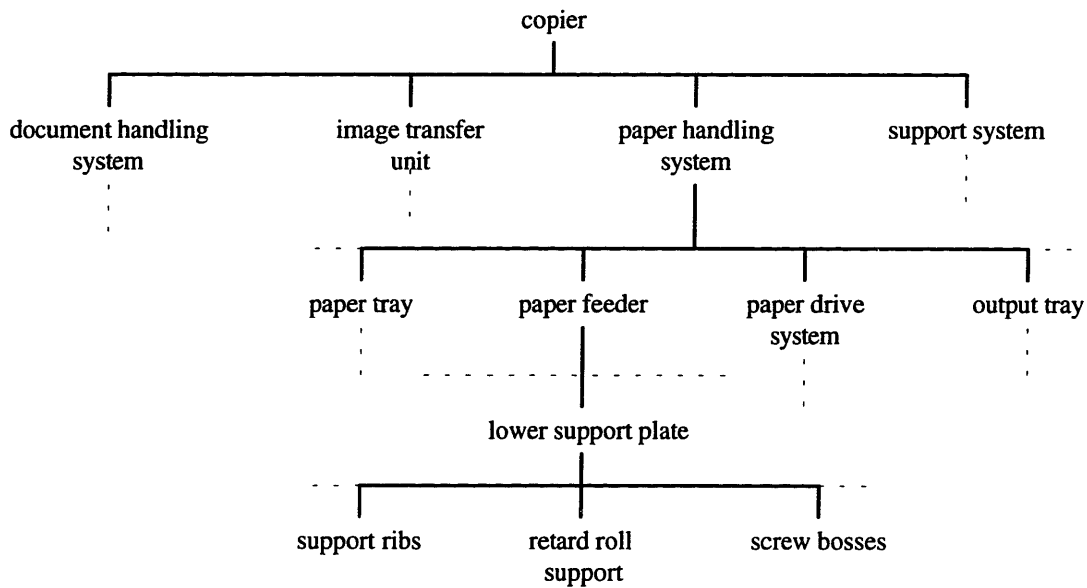 copier
document handling
system
image transfer
unit
paper handling
system
support system
paper tray
paper feeder
paper drive
system
output tray
lower support plate
support ribs
retard roll
support
screw bosses